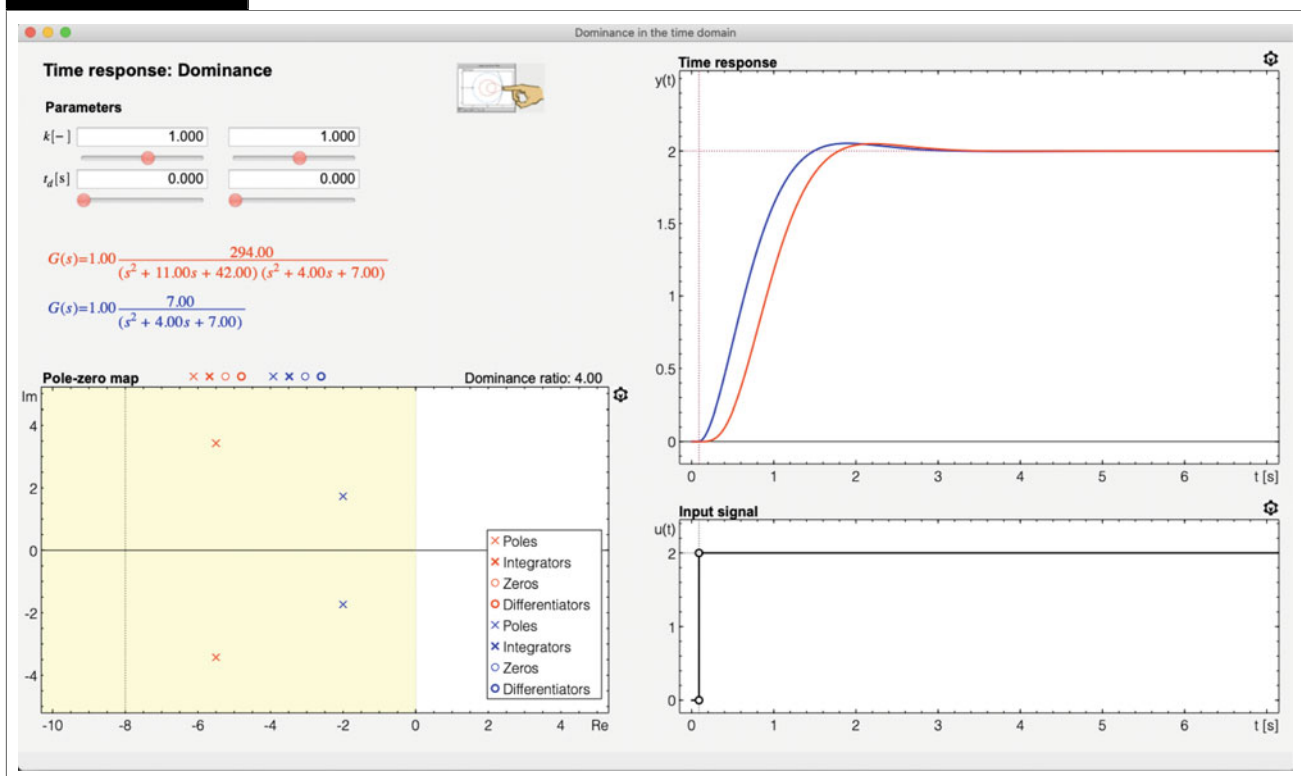 Dominance in the time domain
Time response: Dominance
Parameters
k[−] 1.000 1.000
t_d[s] 0.000 0.000
G(s)=1.00 294.00
(s² + 11.00s + 42.00) (s² + 4.00s + 7.00)
G(s)=1.00 7.00
(s² + 4.00s + 7.00)
Pole-zero map Dominance ratio: 4.00
Im
4
2
0
-2
-4
-10 -8 -6 -4 -2 0 2 4 Re
× Poles
× Integrators
○ Zeros
○ Differentiators
× Poles
× Integrators
○ Zeros
○ Differentiators
Time response
y(t)
2
1.5
1
0.5
0
0 1 2 3 4 5 6 t [s]
Input signal
u(t)
2
1
0
0 1 2 3 4 5 6 t [s]